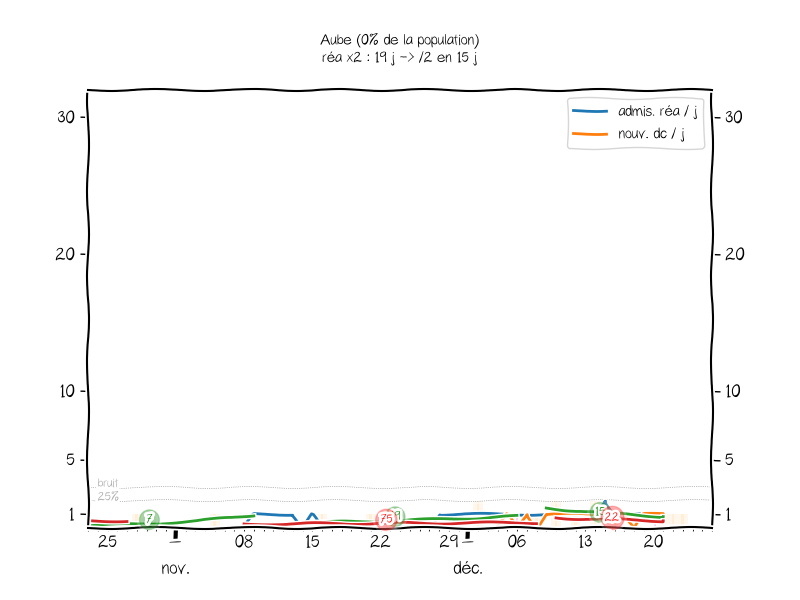 Aube (0% de la population)
réa x2 : 19 j -> /2 en 15 j
admis. réa / j
nouv. dc / j
30 30
20 20
10 10
5 5
bruit
25%
1 1
7 75 22
25 08 15 22 29 06 13 20
nov. déc.